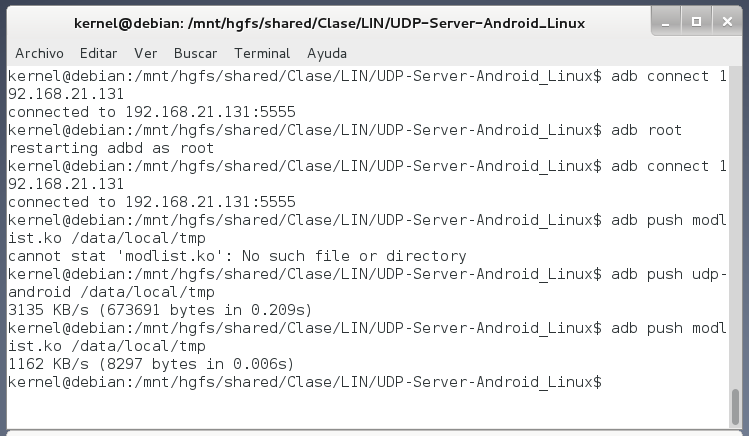 kernel@debian: /mnt/hgfs/shared/Clase/LIN/UDP-Server-Android_Linux
Archivo Editar Ver Buscar Terminal Ayuda
kernel@debian:/mnt/hgfs/shared/Clase/LIN/UDP-Server-Android_Linux$ adb connect 1
92.168.21.131
connected to 192.168.21.131:5555
kernel@debian:/mnt/hgfs/shared/Clase/LIN/UDP-Server-Android_Linux$ adb root
restarting adbd as root
kernel@debian:/mnt/hgfs/shared/Clase/LIN/UDP-Server-Android_Linux$ adb connect 1
92.168.21.131
connected to 192.168.21.131:5555
kernel@debian:/mnt/hgfs/shared/Clase/LIN/UDP-Server-Android_Linux$ adb push modl
ist.ko /data/local/tmp
cannot stat 'modlist.ko': No such file or directory
kernel@debian:/mnt/hgfs/shared/Clase/LIN/UDP-Server-Android_Linux$ adb push udp-
android /data/local/tmp
3135 KB/s (673691 bytes in 0.209s)
kernel@debian:/mnt/hgfs/shared/Clase/LIN/UDP-Server-Android_Linux$ adb push modl
ist.ko /data/local/tmp
1162 KB/s (8297 bytes in 0.006s)
kernel@debian:/mnt/hgfs/shared/Clase/LIN/UDP-Server-Android_Linux$